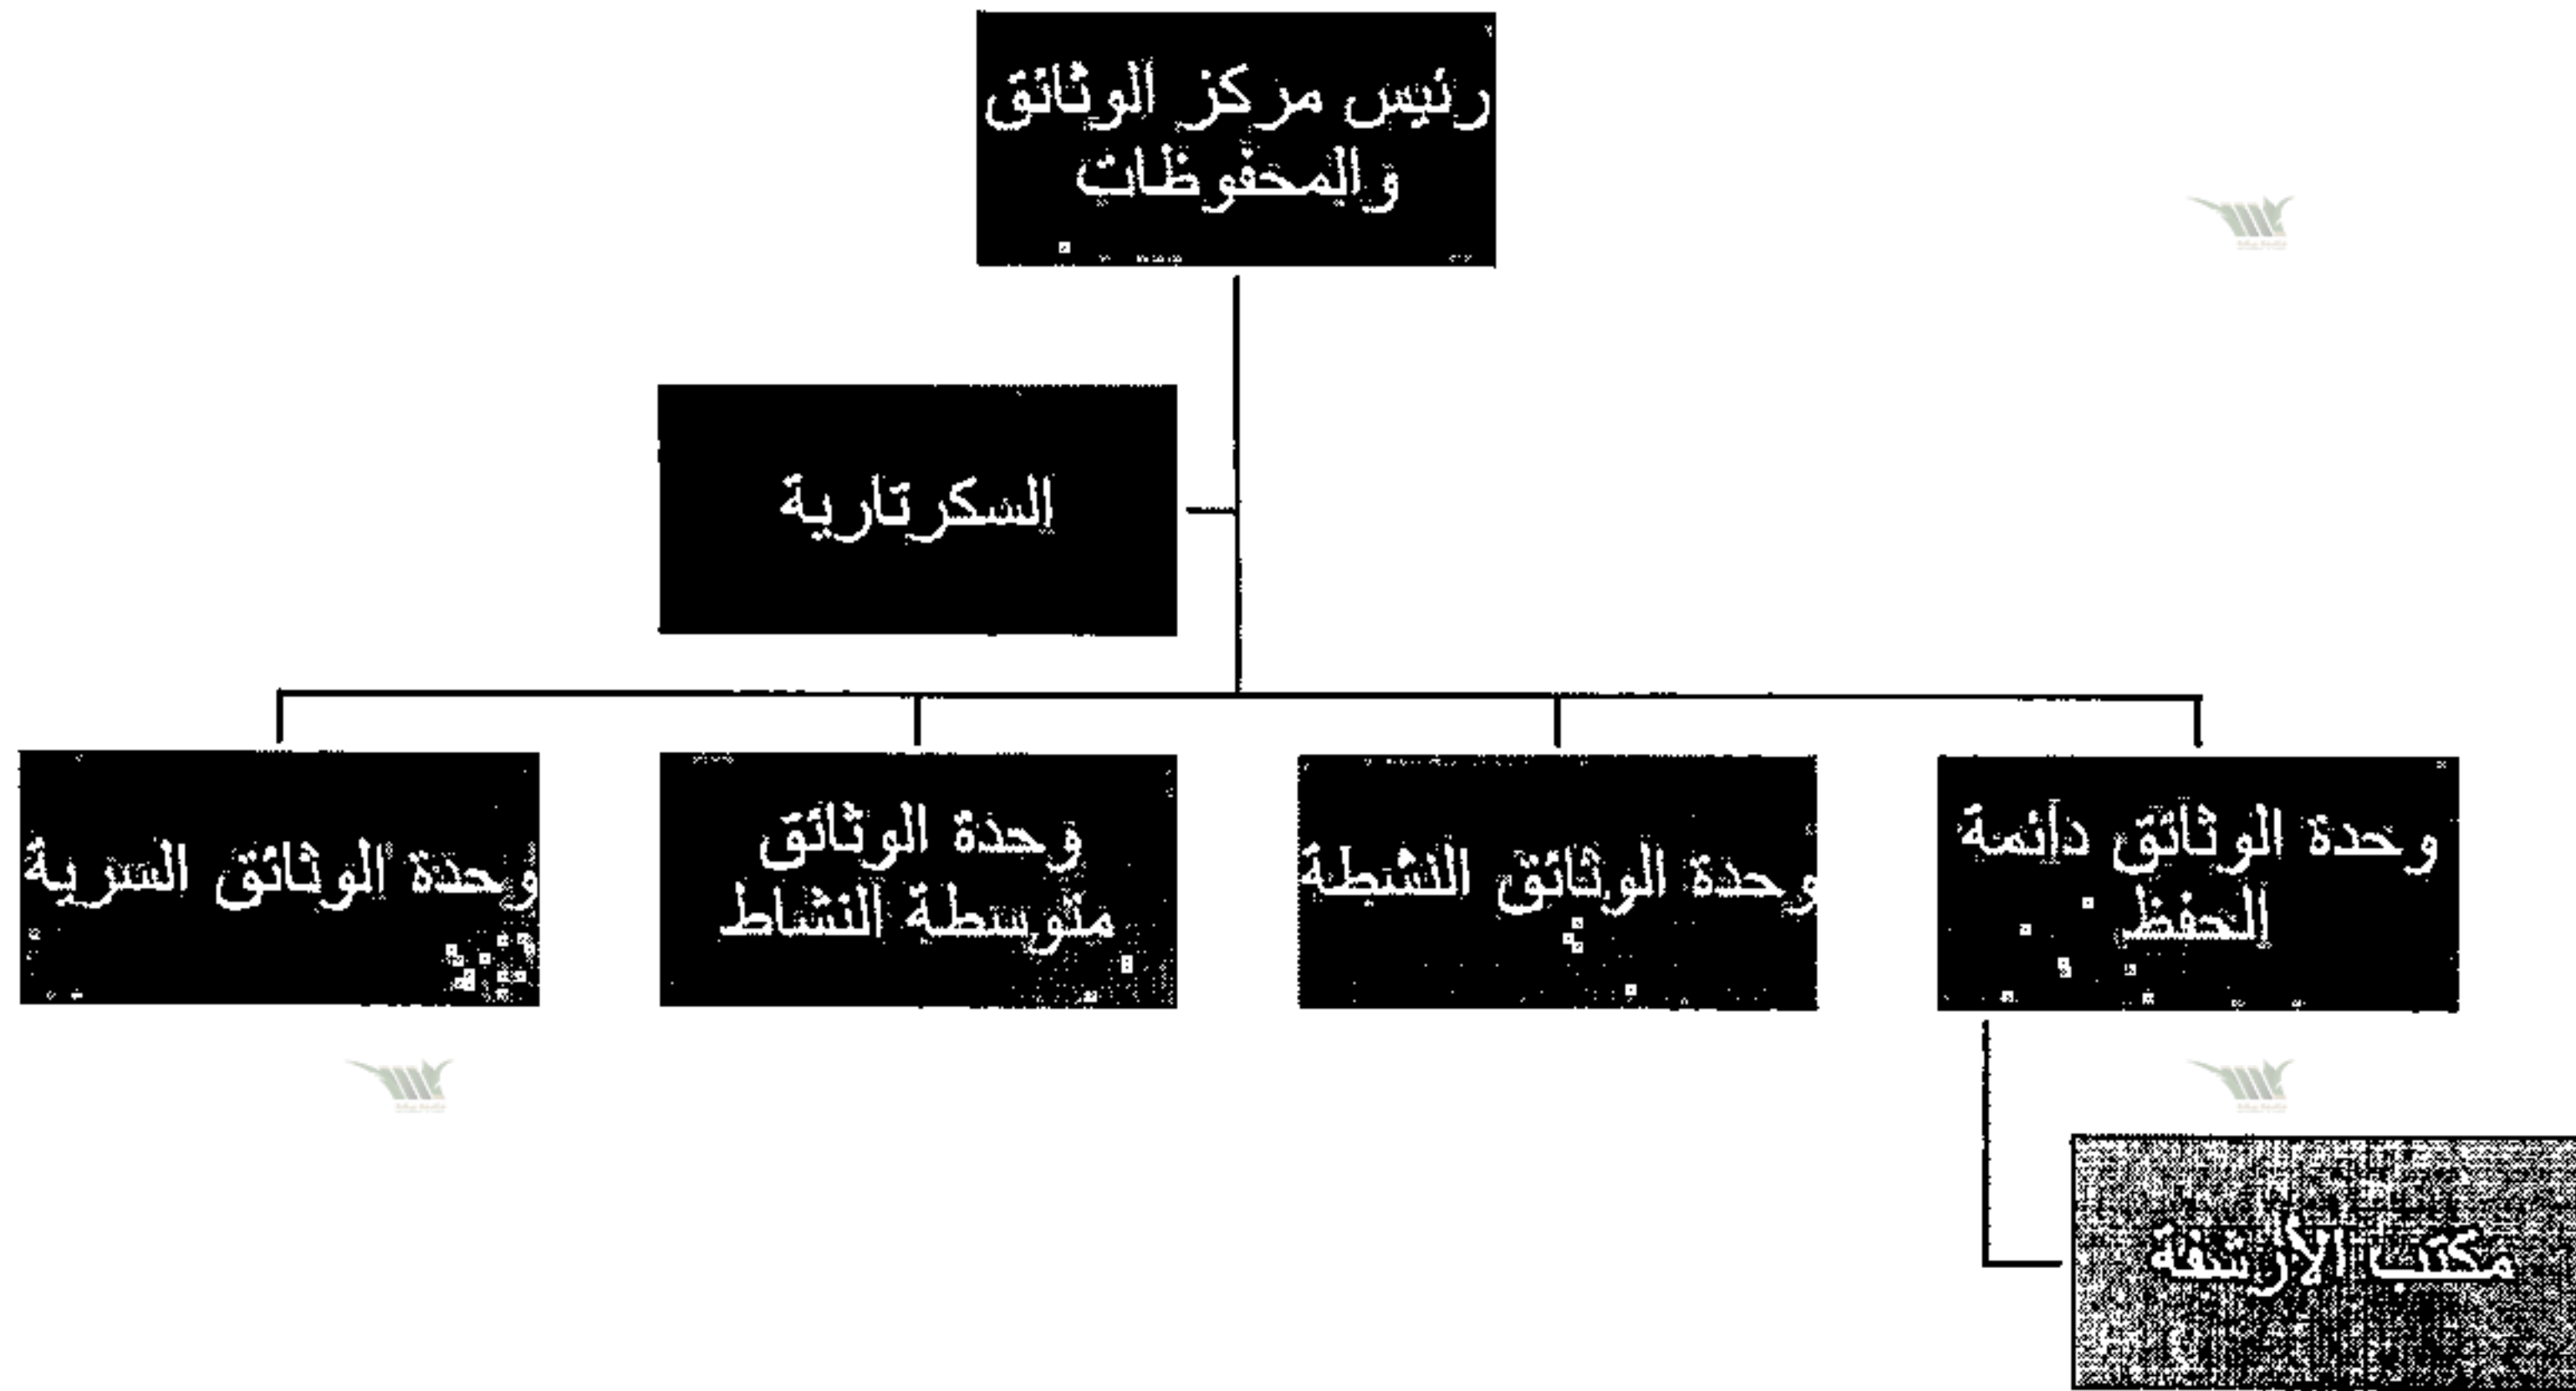 رئيس مركز الوثائق
والمحفوظات
السكرتارية
وحدة الوثائق دائمة
الحفظ
وحدة الوثائق النشطة
وحدة الوثائق
متوسطة النشاط
وحدة الوثائق السرية
مكتب الأرشفة